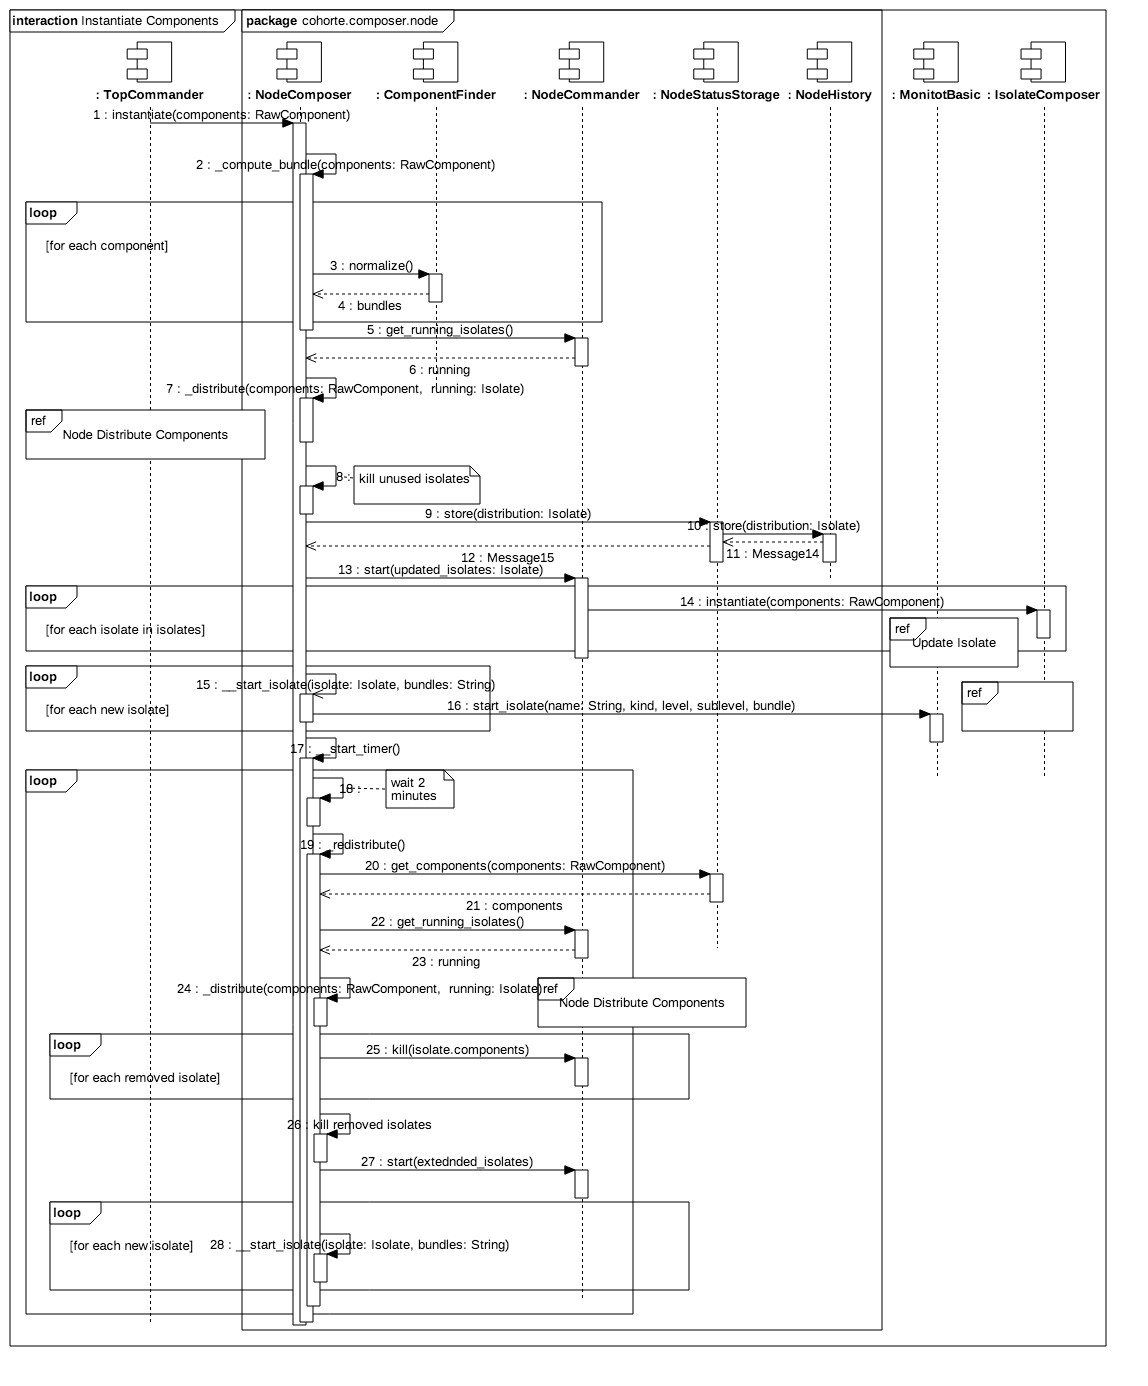 interaction Instantiate Components
package cohorte.composer.node
: TopCommander
: NodeComposer
: ComponentFinder
: NodeCommander
: NodeStatusStorage
: NodeHistory
: MonitotBasic
: IsolateComposer
1 : instantiate(components: RawComponent)
2 : _compute_bundle(components: RawComponent)
loop
[for each component]
3 : normalize()
4 : bundles
5 : get_running_isolates()
6 : running
7 : _distribute(components: RawComponent, running: Isolate)
ref
Node Distribute Components
8 :
kill unused isolates
9 : store(distribution: Isolate)
10 : store(distribution: Isolate)
11 : Message14
12 : Message15
13 : start(updated_isolates: Isolate)
loop
14 : instantiate(components: RawComponent)
[for each isolate in isolates]
ref
Update Isolate
loop
15 : __start_isolate(isolate: Isolate, bundles: String)
ref
[for each new isolate]
16 : start_isolate(name: String, kind, level, sublevel, bundle)
17 : __start_timer()
loop
18 :
wait 2
minutes
19 : _redistribute()
20 : get_components(components: RawComponent)
21 : components
22 : get_running_isolates()
23 : running
24 : _distribute(components: RawComponent, running: Isolate)
ref
Node Distribute Components
loop
25 : kill(isolate.components)
[for each removed isolate]
26 : kill removed isolates
27 : start(extednded_isolates)
loop
[for each new isolate]
28 : __start_isolate(isolate: Isolate, bundles: String)